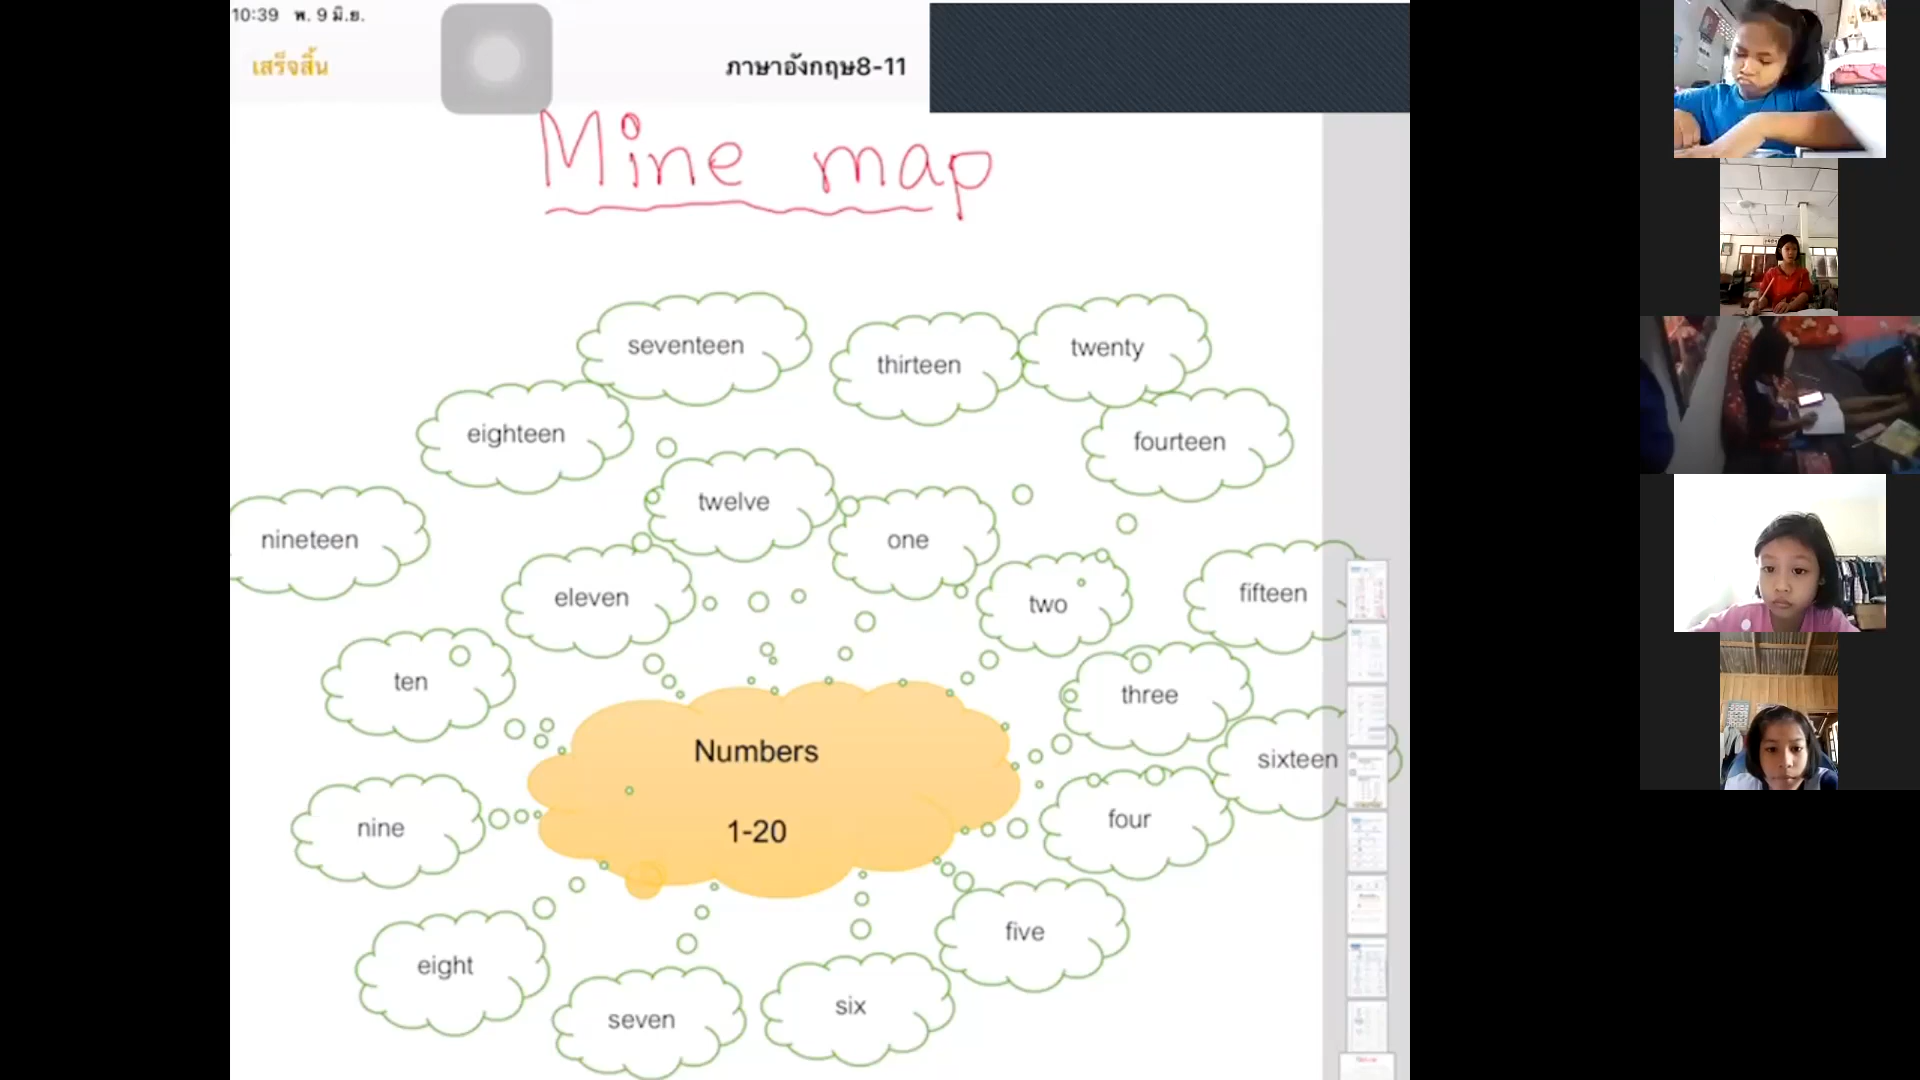 10:39 พ. 9 มิ.ย.
เสร็จสิ้น
ภาษาอังกฤษ8-11
Mine map
seventeen
thirteen
twenty
eighteen
fourteen
twelve
one
nineteen
eleven
two
fifteen
ten
three
Numbers
sixteen
1-20
nine
four
five
eight
six
seven